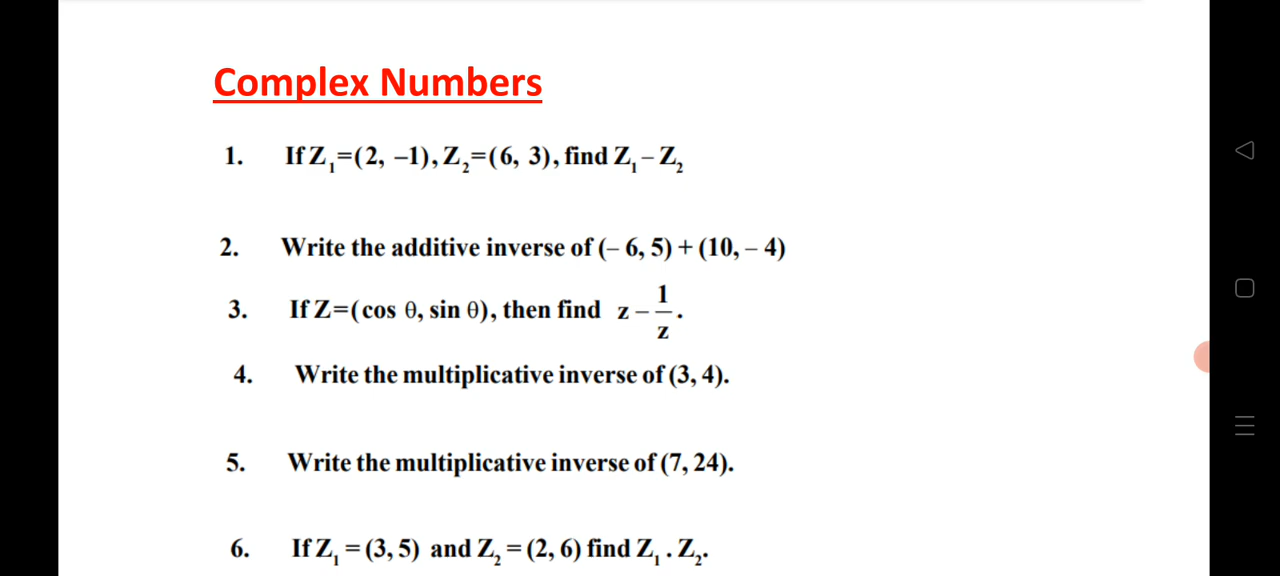 Complex Numbers
1. If Z₁=(2, –1), Z₂=(6, 3), find Z₁ – Z₂
2. Write the additive inverse of (– 6, 5) + (10, – 4)
3. If Z=(cos θ, sin θ), then find z – 1/z.
4. Write the multiplicative inverse of (3, 4).
5. Write the multiplicative inverse of (7, 24).
6. If Z₁ = (3, 5) and Z₂ = (2, 6) find Z₁ . Z₂.